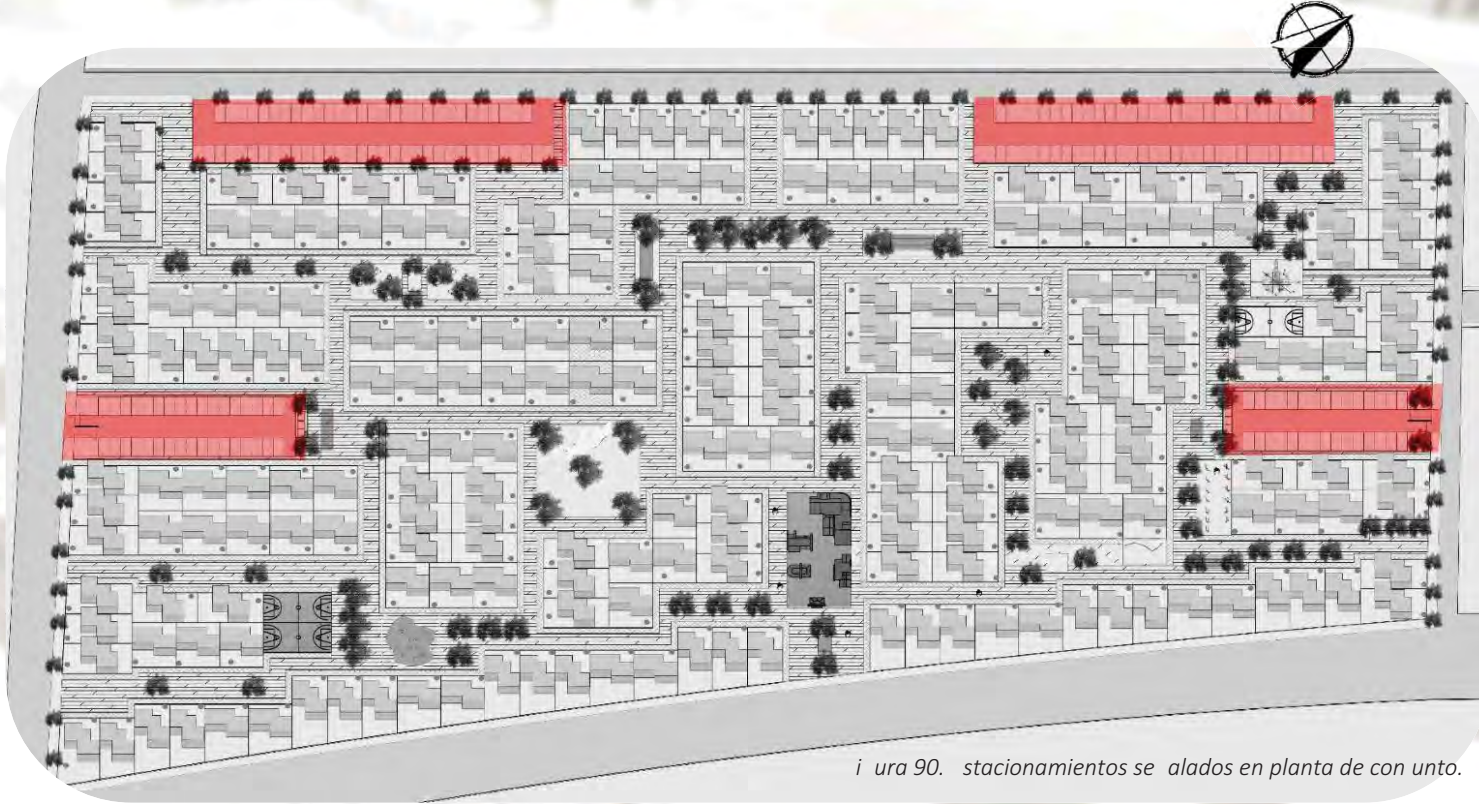 i ura 90. stacionamientos se alados en planta de con unto.